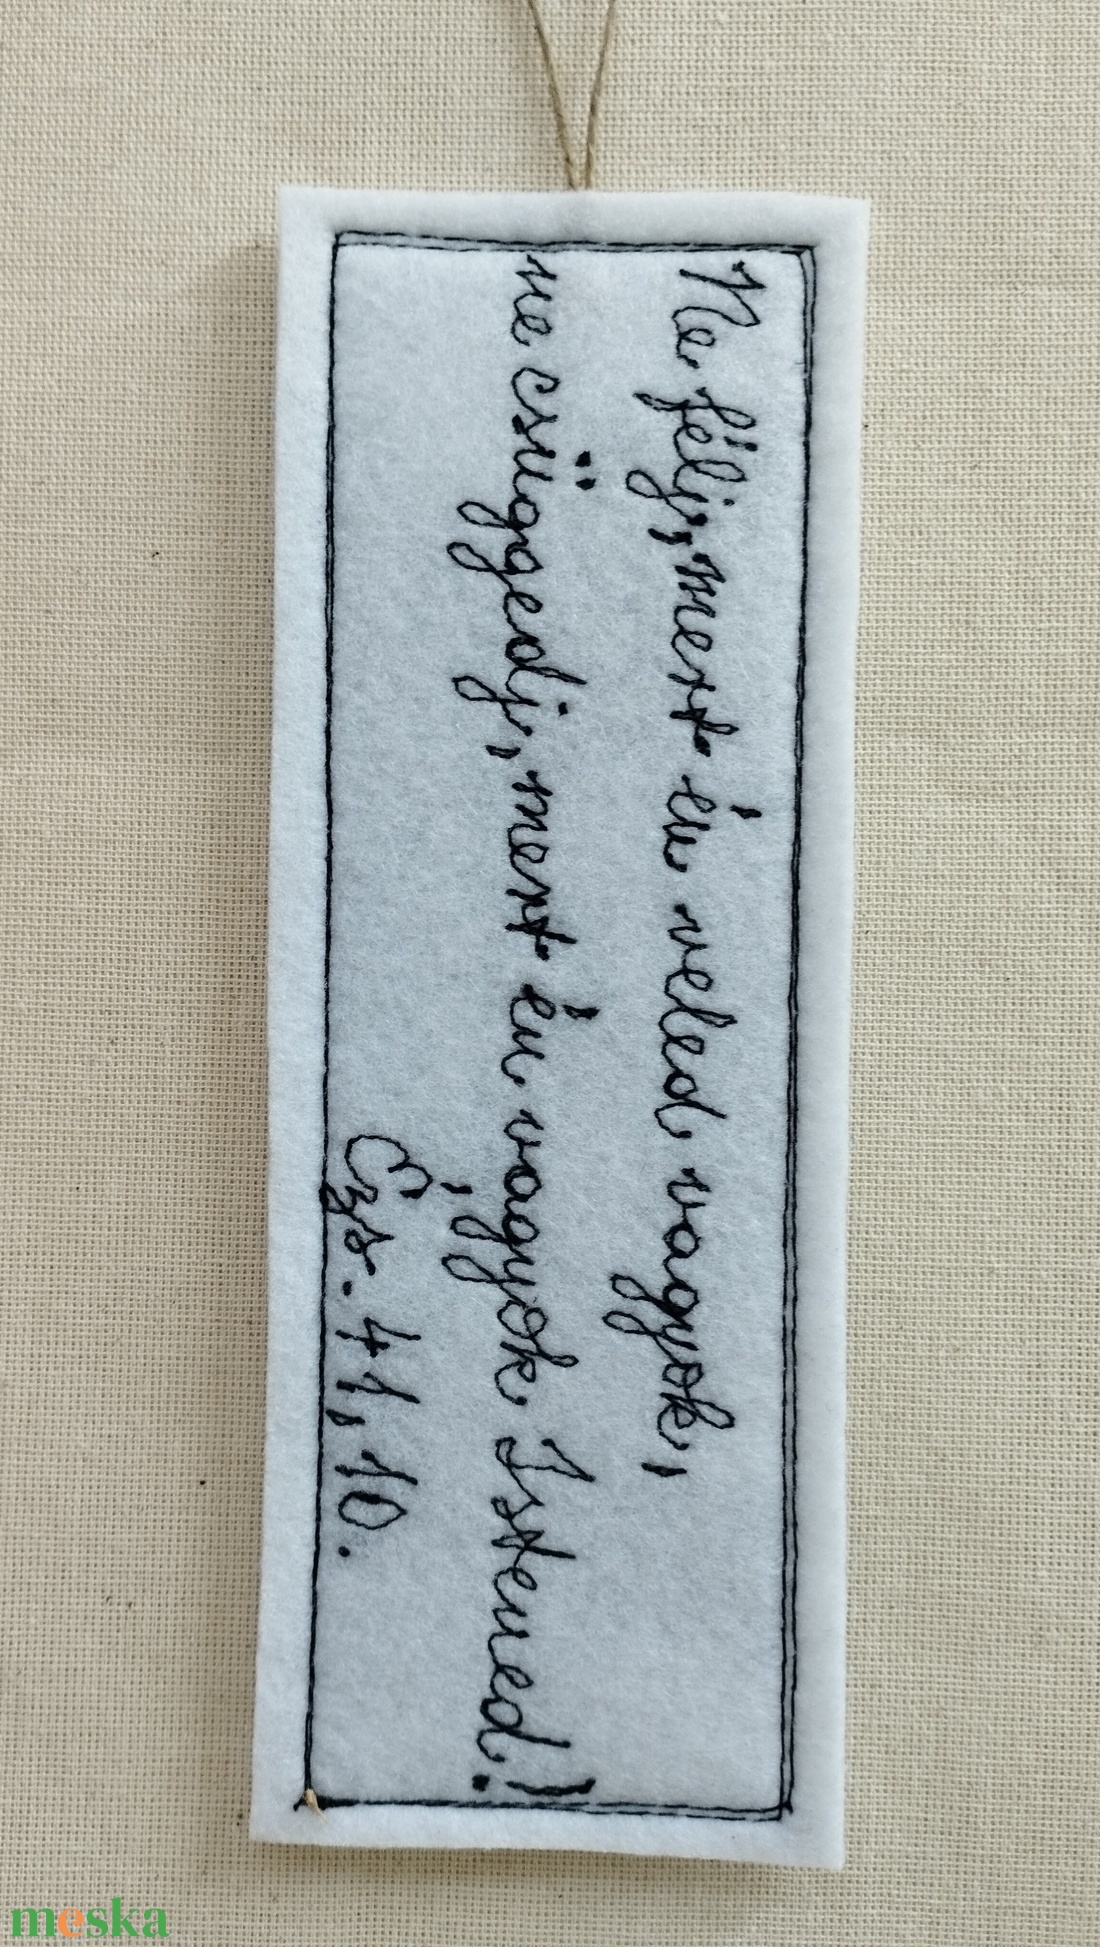 Ne félj, mert én veled vagyok,
ne csüggedj, mert én vagyok Istened!
Ézs. 41, 10.
meska